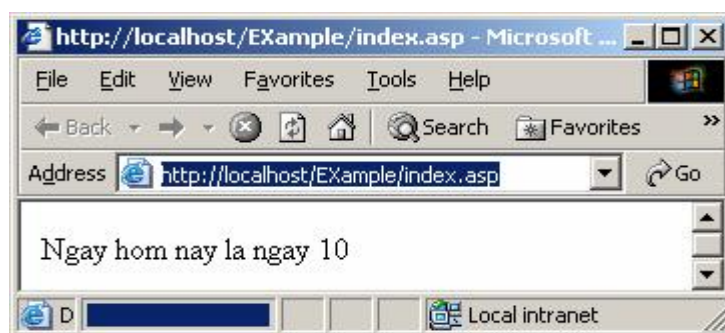 http://localhost/EXample/index.asp - Microsoft ...
File Edit View Favorites Tools Help
Back Search Favorites »
Address http://localhost/EXample/index.asp Go
Ngay hom nay la ngay 10
D Local intranet